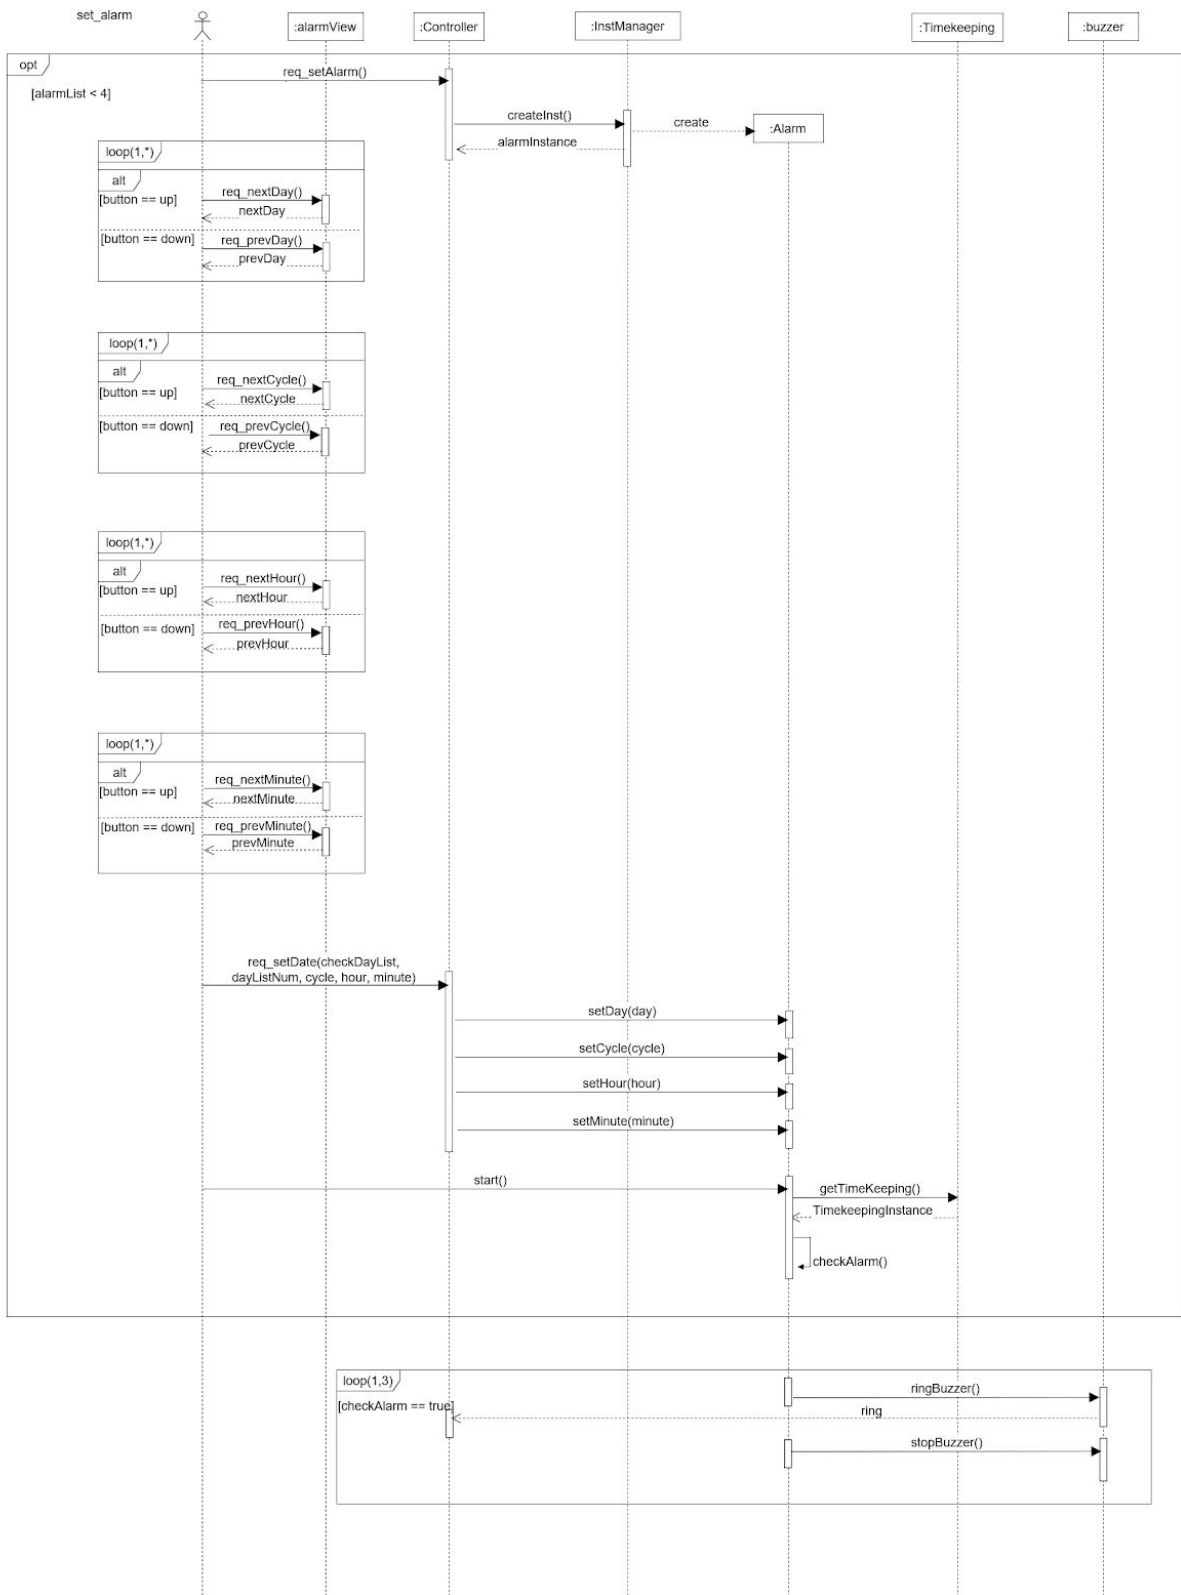 set_alarm
:alarmView
:Controller
:InstManager
:Timekeeping
:buzzer
opt
[alarmList < 4]
req_setAlarm()
createInst()
create
:Alarm
alarmInstance
loop(1,*)
alt
[button == up]
req_nextDay()
nextDay
[button == down]
req_prevDay()
prevDay
loop(1,*)
alt
[button == up]
req_nextCycle()
nextCycle
[button == down]
req_prevCycle()
prevCycle
loop(1,*)
alt
[button == up]
req_nextHour()
nextHour
[button == down]
req_prevHour()
prevHour
loop(1,*)
alt
[button == up]
req_nextMinute()
nextMinute
[button == down]
req_prevMinute()
prevMinute
req_setDate(checkDayList,
dayListNum, cycle, hour, minute)
setDay(day)
setCycle(cycle)
setHour(hour)
setMinute(minute)
start()
getTimeKeeping()
TimekeepingInstance
checkAlarm()
loop(1,3)
[checkAlarm == true]
ringBuzzer()
ring
stopBuzzer()